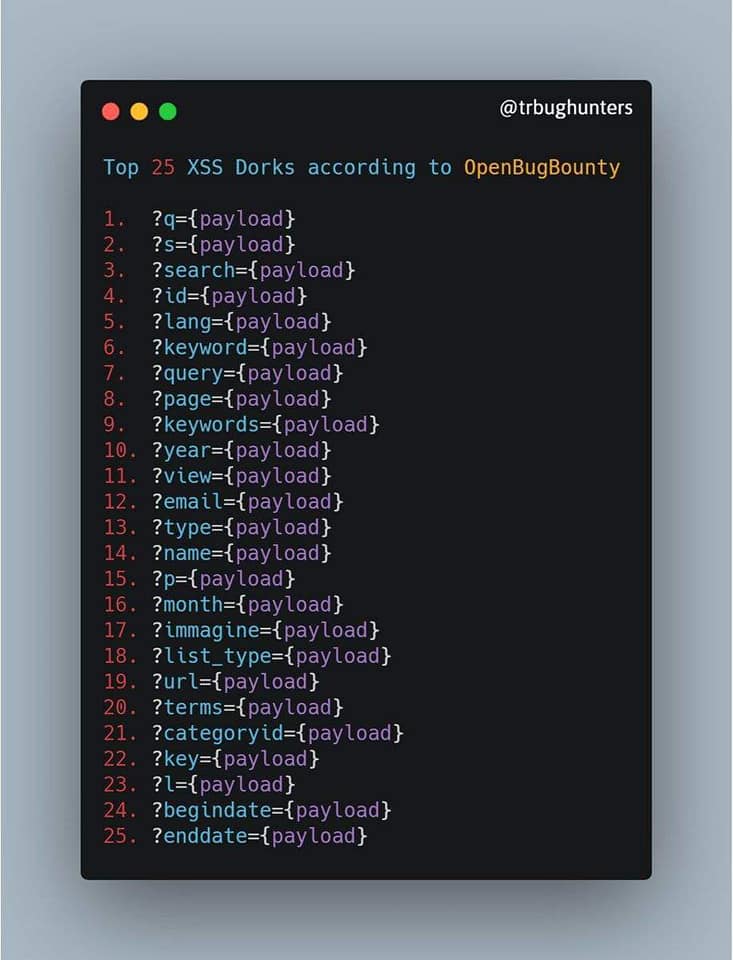 @trbughunters
Top 25 XSS Dorks according to OpenBugBounty
1. ?q={payload}
2. ?s={payload}
3. ?search={payload}
4. ?id={payload}
5. ?lang={payload}
6. ?keyword={payload}
7. ?query={payload}
8. ?page={payload}
9. ?keywords={payload}
10. ?year={payload}
11. ?view={payload}
12. ?email={payload}
13. ?type={payload}
14. ?name={payload}
15. ?p={payload}
16. ?month={payload}
17. ?immagine={payload}
18. ?list_type={payload}
19. ?url={payload}
20. ?terms={payload}
21. ?categoryid={payload}
22. ?key={payload}
23. ?l={payload}
24. ?begindate={payload}
25. ?enddate={payload}